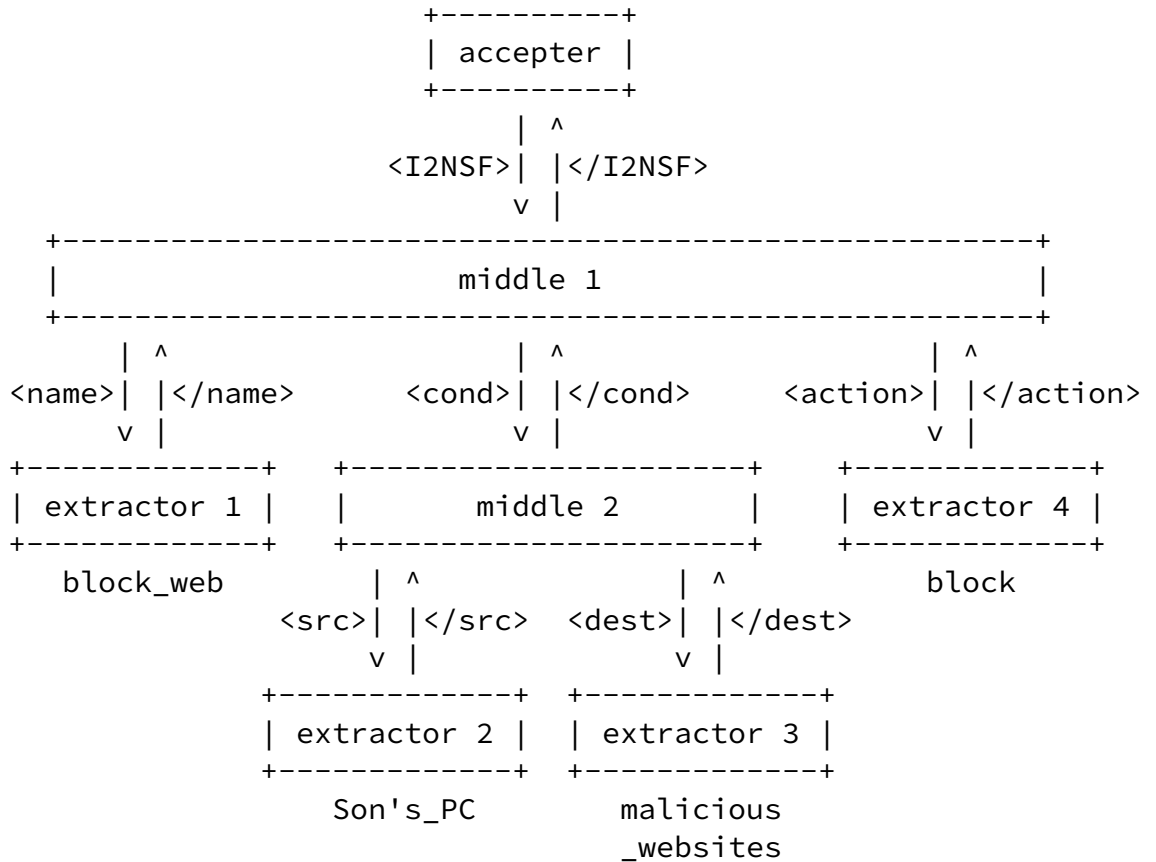 +----------+
| accepter |
+----------+
| ^
<I2NSF>| |</I2NSF>
v |
+------------------------------------------------------+
| middle 1 |
+------------------------------------------------------+
| ^ | ^ | ^
<name>| |</name> <cond>| |</cond> <action>| |</action>
v | v | v |
+-------------+ +----------------------+ +-------------+
| extractor 1 | | middle 2 | | extractor 4 |
+-------------+ +----------------------+ +-------------+
block_web | ^ | ^ block
<src>| |</src> <dest>| |</dest>
v | v |
+-------------+ +-------------+
| extractor 2 | | extractor 3 |
+-------------+ +-------------+
Son's_PC malicious
_websites